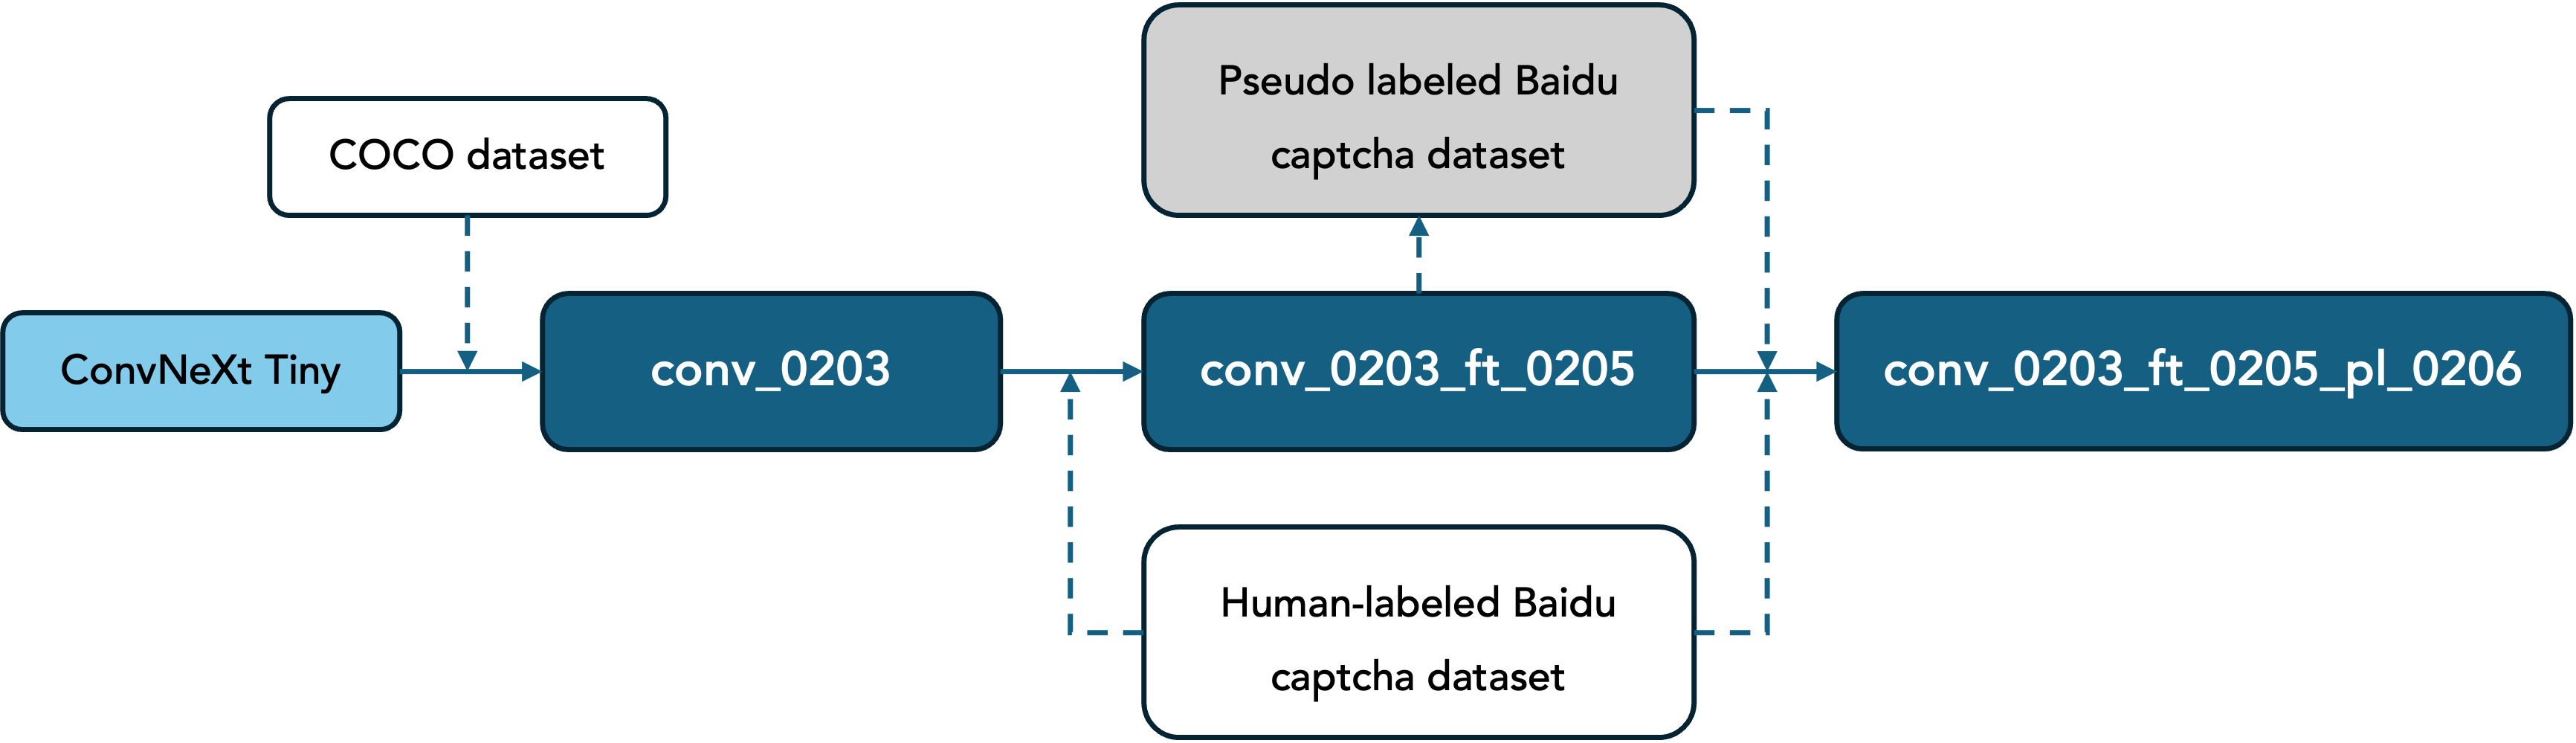 Pseudo labeled Baidu
captcha dataset
COCO dataset
ConvNeXt Tiny
conv_0203
conv_0203_ft_0205
conv_0203_ft_0205_pl_0206
Human-labeled Baidu
captcha dataset